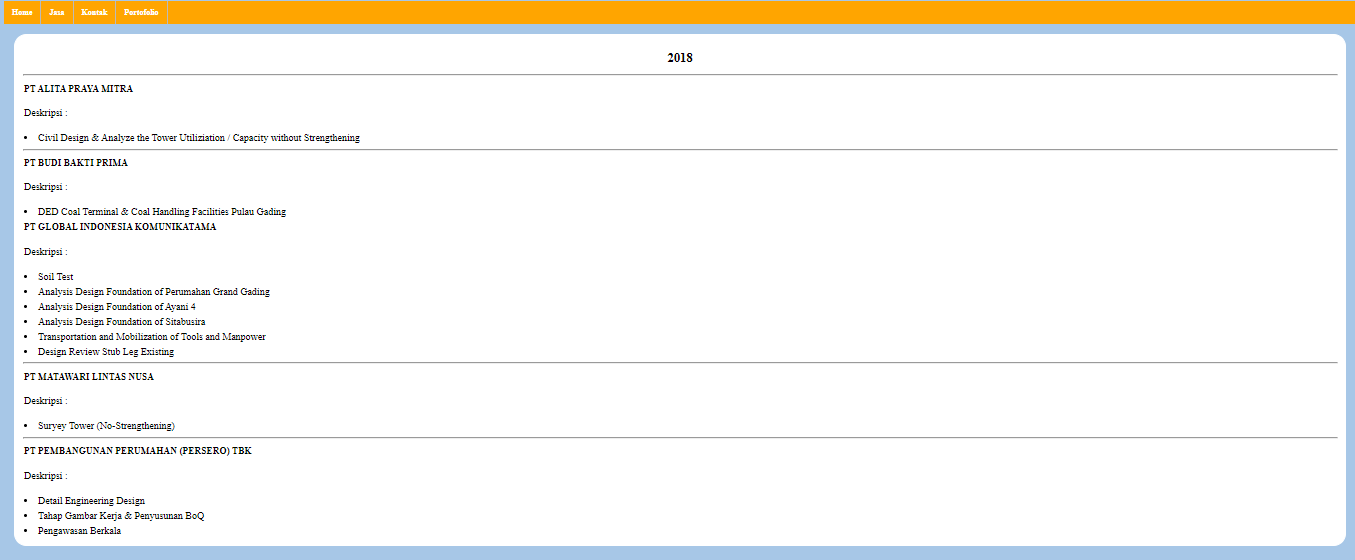 Home Jasa Kontak Portofolio
2018
PT ALITA PRAYA MITRA
Deskripsi :
• Civil Design & Analyze the Tower Utiliziation / Capacity without Strengthening
PT BUDI BAKTI PRIMA
Deskripsi :
• DED Coal Terminal & Coal Handling Facilities Pulau Gading
PT GLOBAL INDONESIA KOMUNIKATAMA
Deskripsi :
• Soil Test
• Analysis Design Foundation of Perumahan Grand Gading
• Analysis Design Foundation of Ayani 4
• Analysis Design Foundation of Sitabusira
• Transportation and Mobilization of Tools and Manpower
• Design Review Stub Leg Existing
PT MATAWARI LINTAS NUSA
Deskripsi :
• Survey Tower (No-Strengthening)
PT PEMBANGUNAN PERUMAHAN (PERSERO) TBK
Deskripsi :
• Detail Engineering Design
• Tahap Gambar Kerja & Penyusunan BoQ
• Pengawasan Berkala